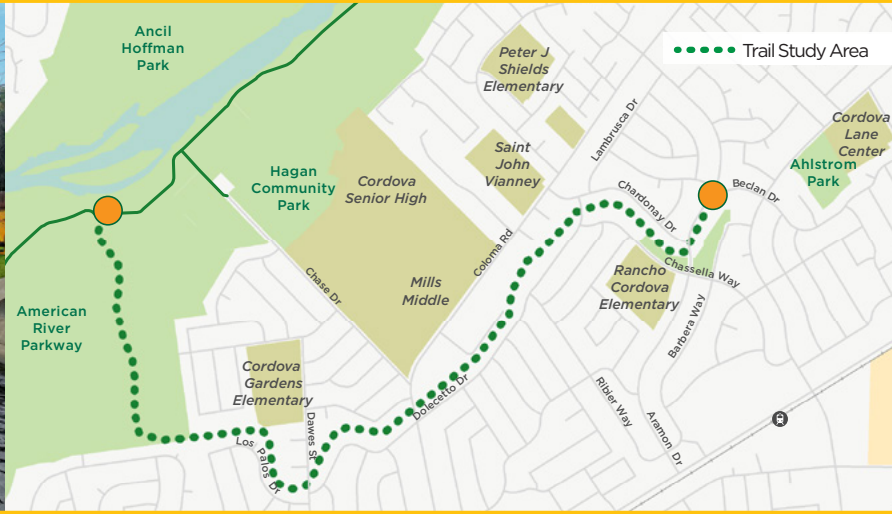 Ancil
Hoffman
Park
Peter J
Shields
Elementary
Trail Study Area
Lambrusca Dr
Cordova
Lane
Center
Saint
John
Vianney
Ahlstrom
Park
Hagan
Community
Park
Cordova
Senior High
Chardonay Dr
Beclan Dr
Coloma Rd
Chase Dr
Mills
Middle
Rancho
Cordova
Elementary
Chassella Way
Barbera Way
American
River
Parkway
Cordova
Gardens
Elementary
Dolecetto Dr
Ribier Way
Aramon Dr
Dawes St
Los Palos Dr